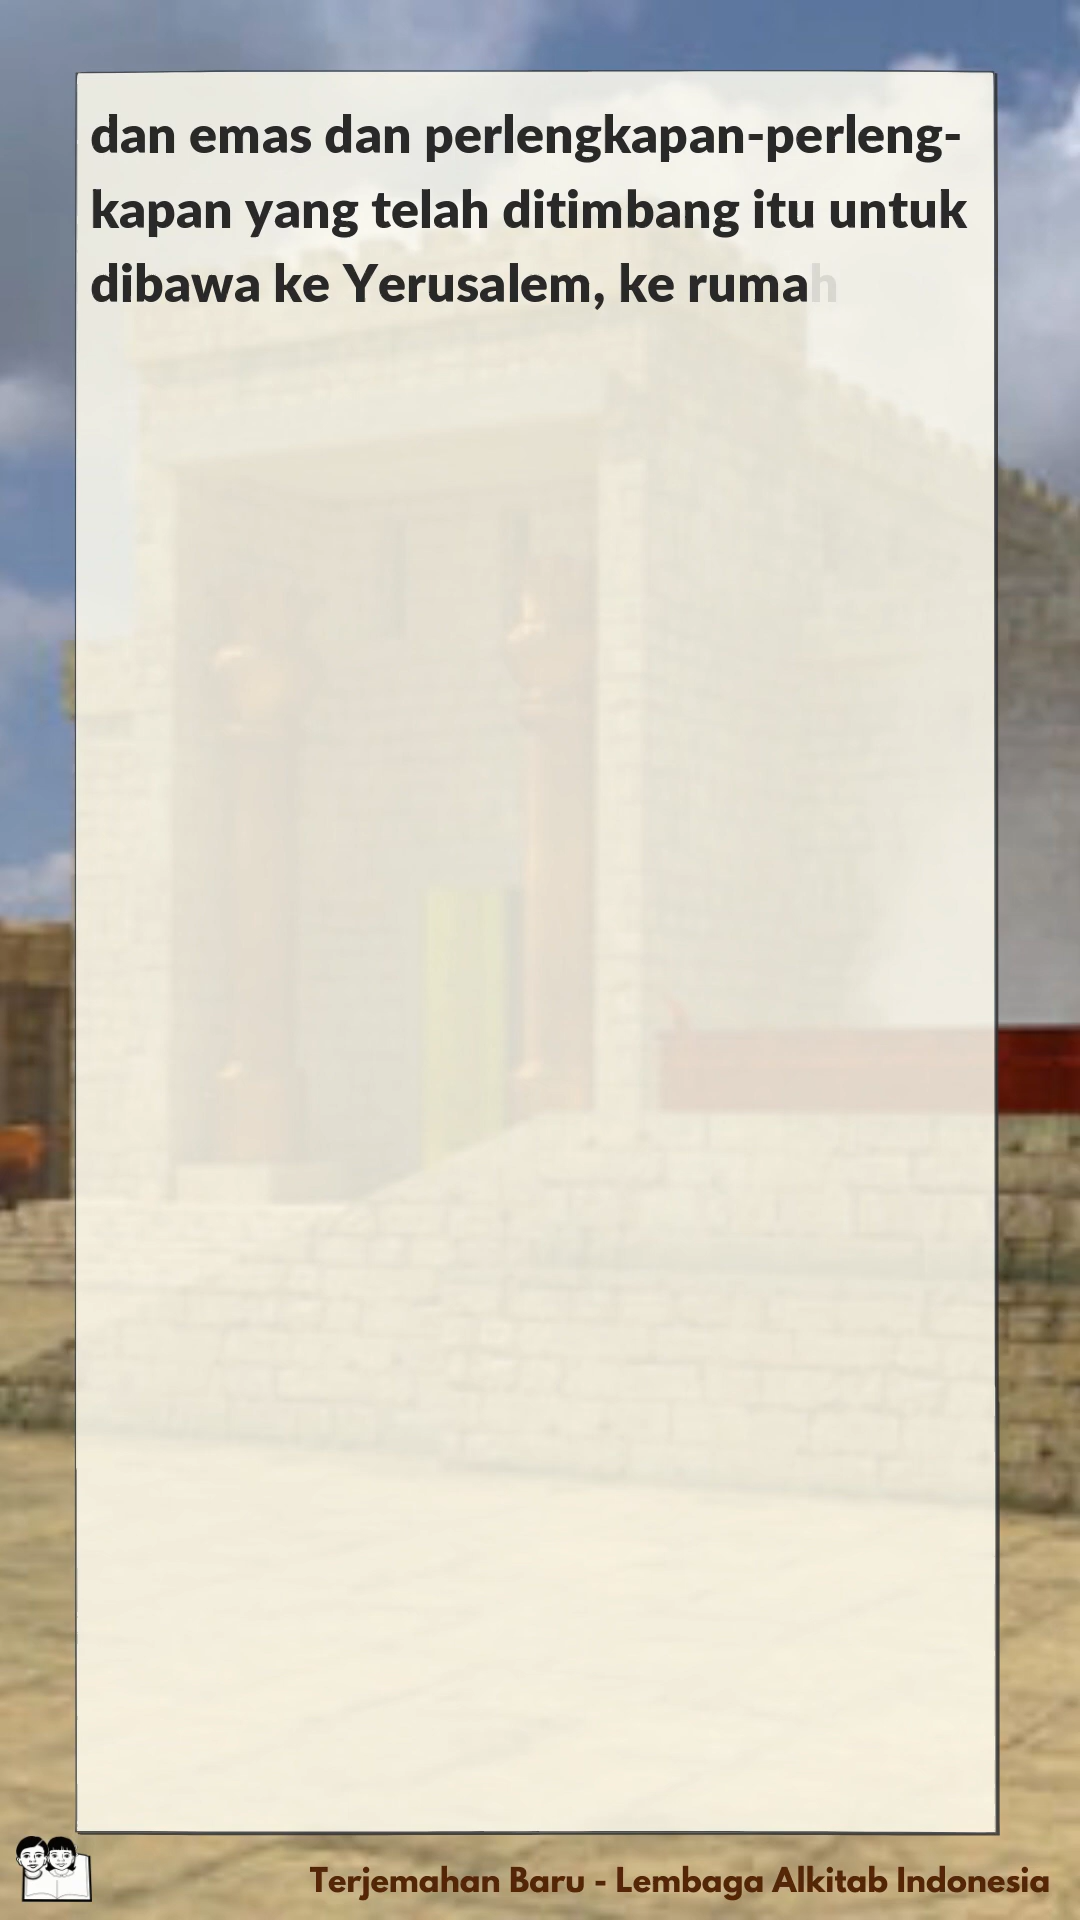 dan emas dan perlengkapan-perleng-
kapan yang telah ditimbang itu untuk
dibawa ke Yerusalem, ke rumah
Terjemahan Baru - Lembaga Alkitab Indonesia